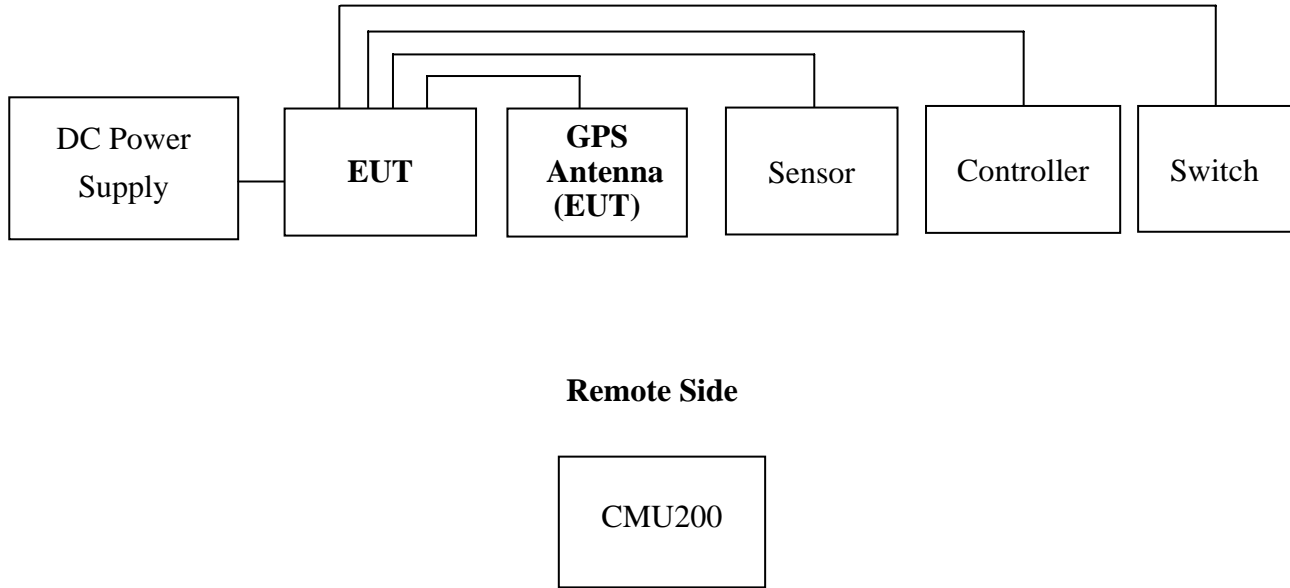 DC Power
Supply
EUT
GPS
Antenna
(EUT)
Sensor
Controller
Switch
Remote Side
CMU200